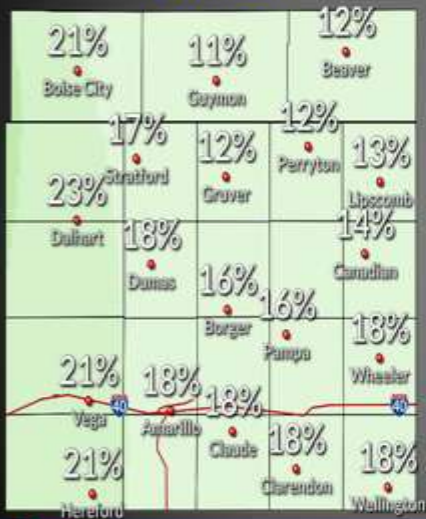 12%
21%
Beaver
11%
Boise City
Guymon
12%
17%
12%
Perryton
13%
Stratford
Gruver
Lipscomb
23%
14%
Dalhart
18%
Canadian
Dumas
16%
16%
Borger
18%
Pampa
Wheeler
21%
18%
40
18%
40
Vega
Amarillo
Claude
18%
18%
21%
Clarendon
Wellington
Hereford